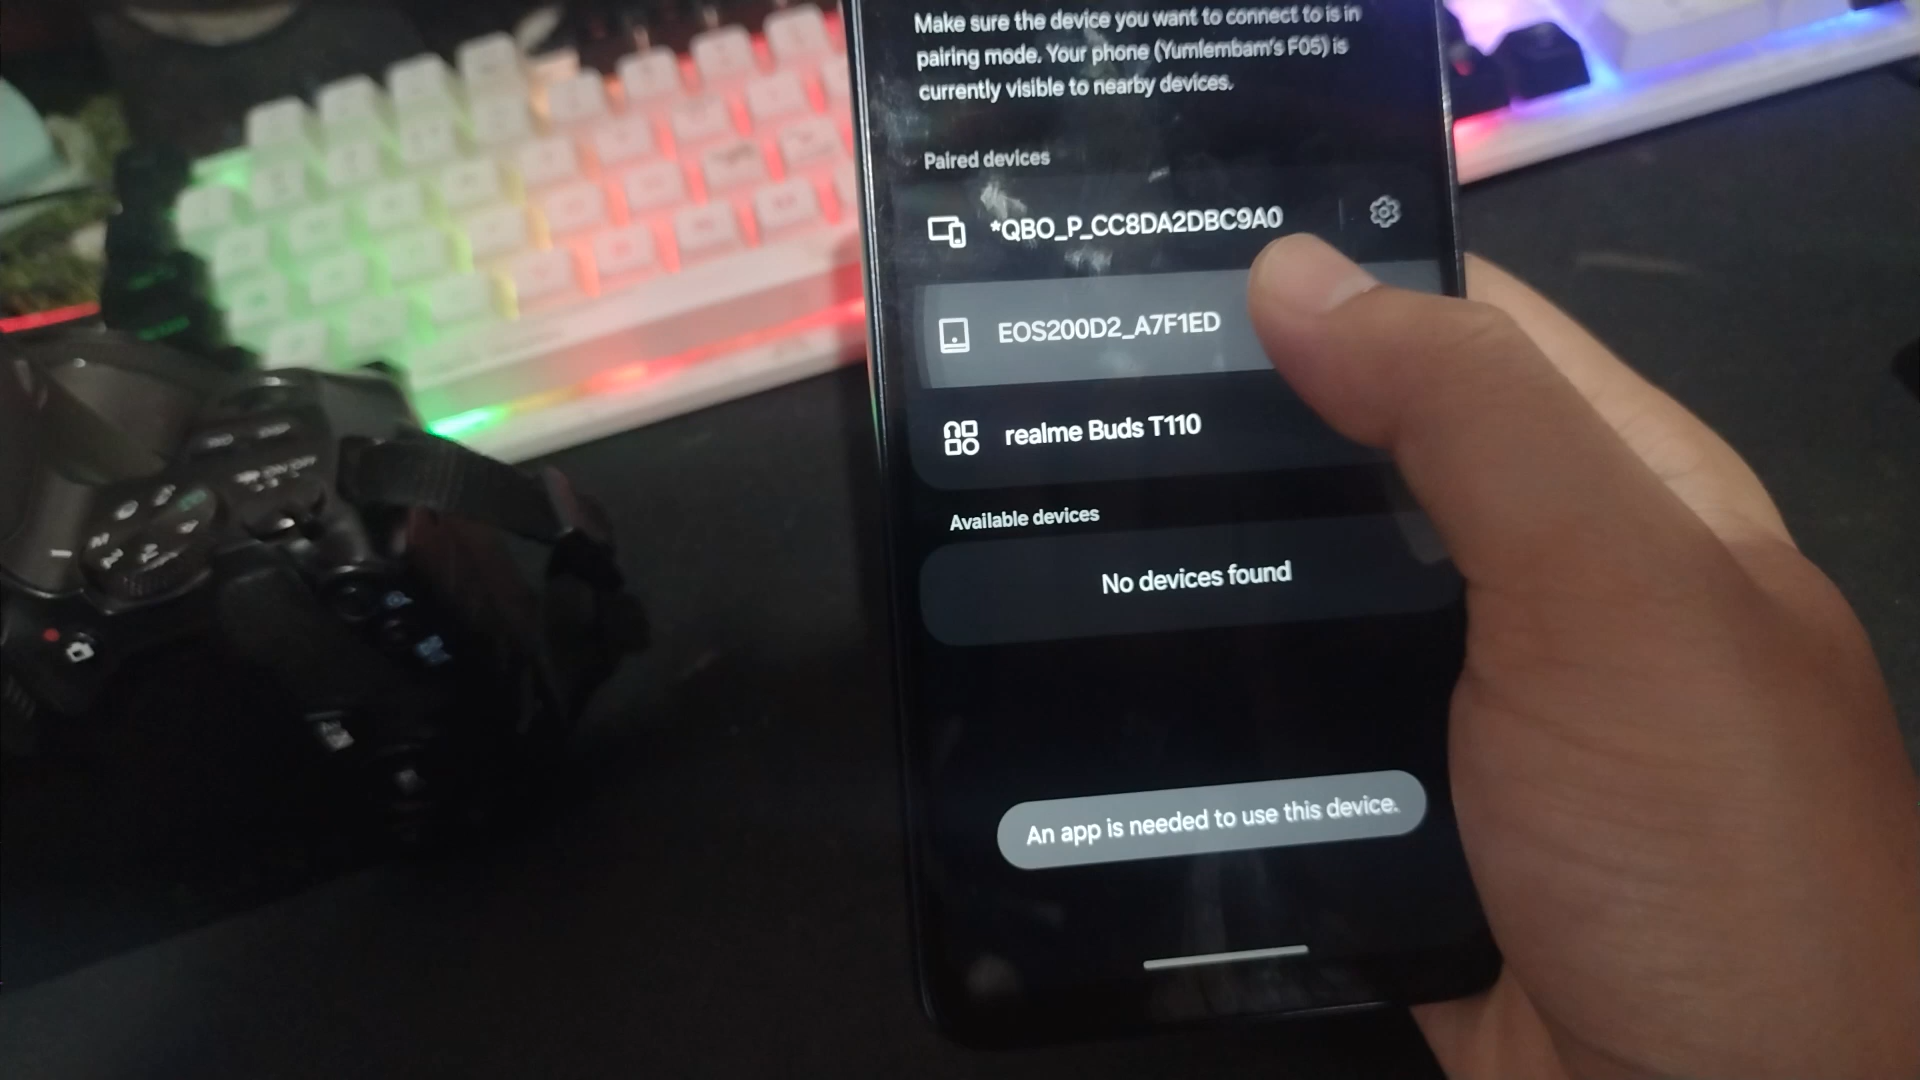 Make sure the device you want to connect to is in
pairing mode. Your phone (Yumlembam's F05) is
currently visible to nearby devices.
Paired devices
*QBO_P_CC8DA2DBC9A0
EOS200D2_A7F1ED
realme Buds T110
Available devices
No devices found
An app is needed to use this device.
ON OFF